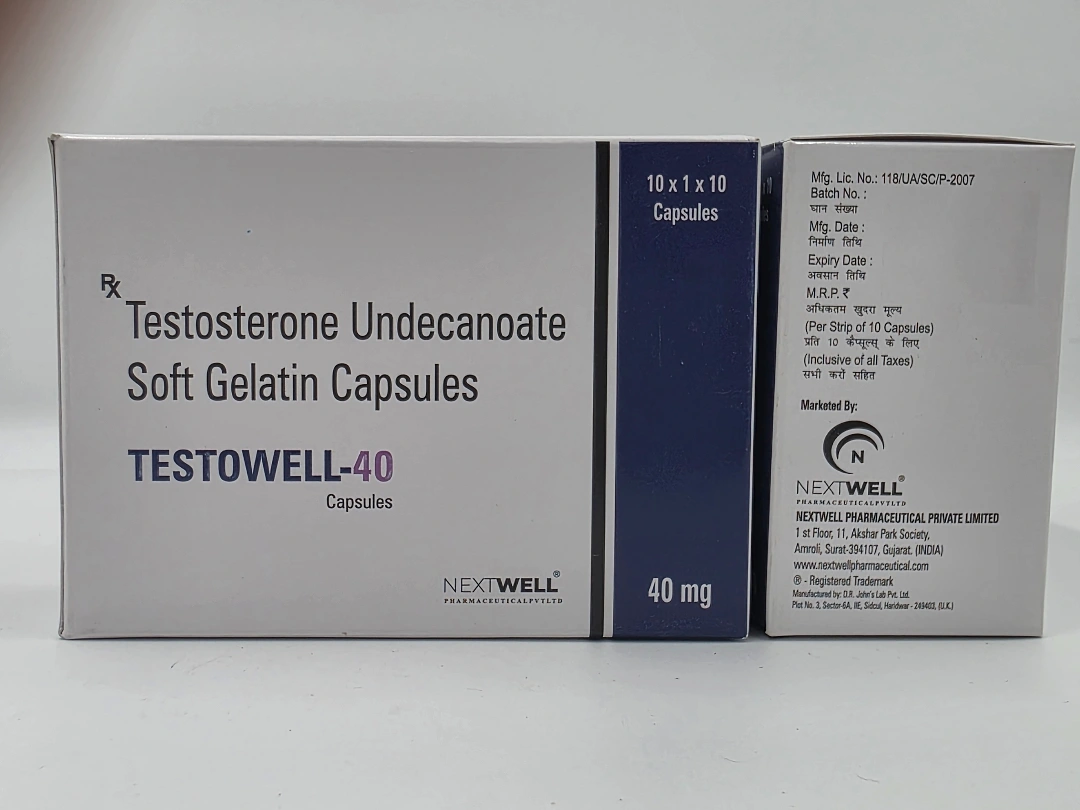 10 x 1 x 10
Capsules
Rx
Testosterone Undecanoate
Soft Gelatin Capsules
TESTOWELL-40
Capsules
NEXTWELL®
PHARMACEUTICALPVTLTD
40 mg
Mfg. Lic. No.: 118/UA/SC/P-2007
Batch No. :
घान संख्या
Mfg. Date :
निर्माण तिथि
Expiry Date :
अवसान तिथि
M.R.P. ₹
अधिकतम खुदरा मूल्य
(Per Strip of 10 Capsules)
प्रति 10 कैप्सूल्स् के लिए
(Inclusive of all Taxes)
सभी करों सहित
Marketed By:
N
NEXTWELL®
PHARMACEUTICALPVTLTD
NEXTWELL PHARMACEUTICAL PRIVATE LIMITED
1 st Floor, 11, Akshar Park Society,
Amroli, Surat-394107, Gujarat. (INDIA)
www.nextwellpharmaceutical.com
® - Registered Trademark
Manufactured by: D.R. John's Lab Pvt. Ltd.
Plot No. 3, Sector-6A, IIE, Sidcul, Haridwar - 249403, (U.K.)